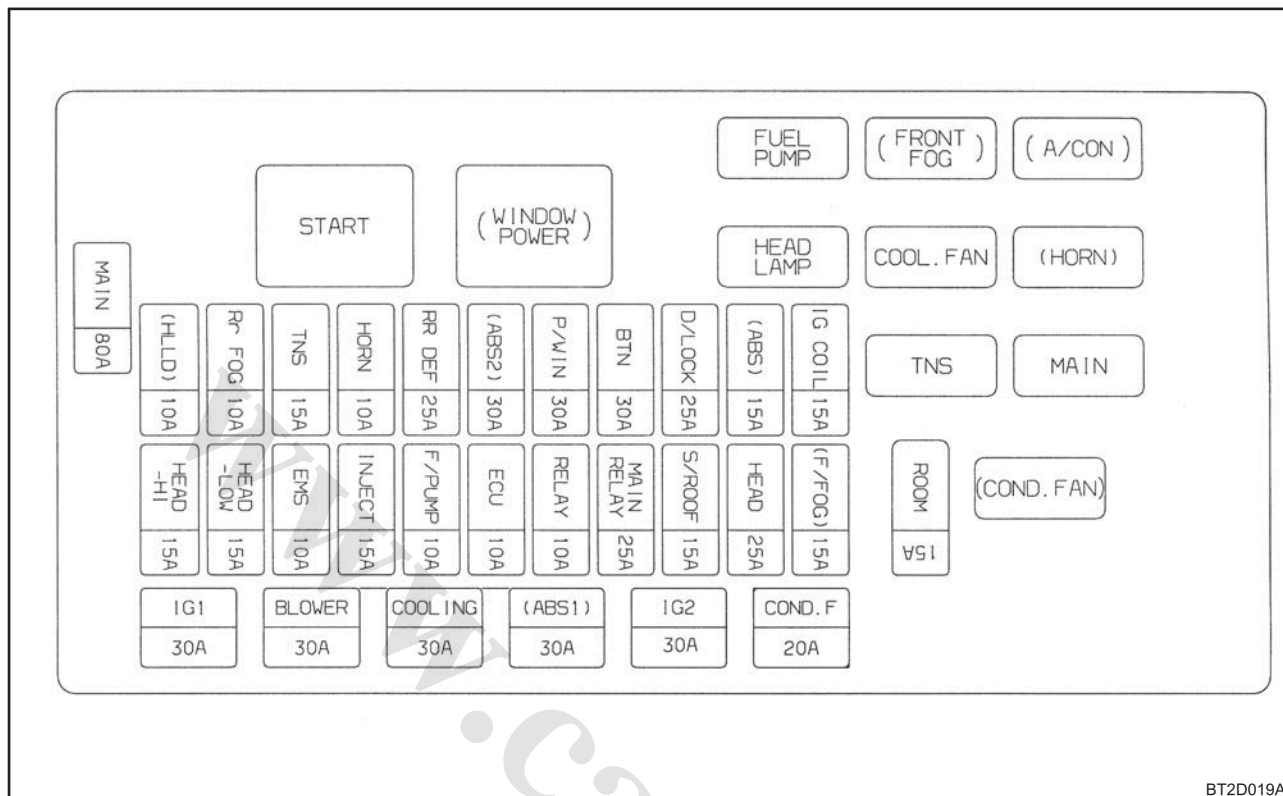 FUEL
PUMP
( FRONT
FOG )
( A/CON )
START
( WINDOW
POWER )
HEAD
LAMP
COOL.FAN
(HORN)
MAIN
80A
(HLLD)
10A
Rr FOG
10A
TNS
15A
HORN
10A
RR DEF
25A
(ABS2)
30A
P/WIN
30A
BTN
30A
D/LOCK
25A
(ABS)
15A
IG COIL
15A
TNS
MAIN
HEAD
-HI
15A
HEAD
-LOW
15A
EMS
10A
INJECT
15A
F/PUMP
10A
ECU
10A
RELAY
10A
MAIN
RELAY
25A
S/ROOF
15A
HEAD
25A
(F/FOG)
15A
ROOM
15A
(COND.FAN)
IG1
30A
BLOWER
30A
COOLING
30A
(ABS1)
30A
IG2
30A
COND.F
20A
www.ca
BT2D019A